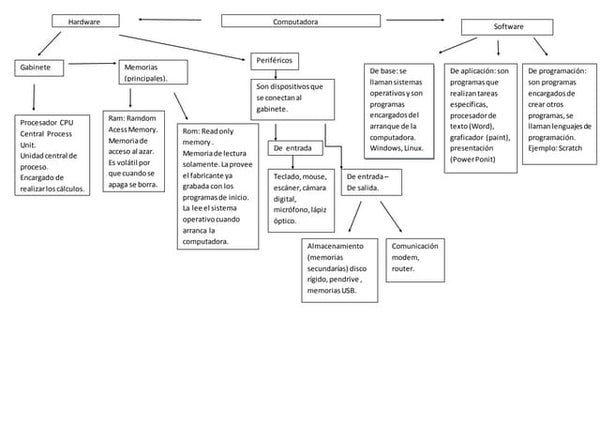 Hardware
Computadora
Software
Gabinete
Memorias
(principales).
Periféricos
Son dispositivos que
se conectan al
gabinete.
De base: se
llaman sistemas
operativos y son
programas
encargados del
arranque de la
computadora.
Windows, Linux.
De aplicación: son
programas que
realizan tareas
específicas,
procesador de
texto (Word),
graficador (paint),
presentación
(PowerPonit)
De programación:
son programas
encargados de
crear otros
programas, se
llaman lenguajes de
programación.
Ejemplo: Scratch
Procesador CPU
Central Process
Unit.
Unidad central de
proceso.
Encargado de
realizar los cálculos.
Ram: Ramdom
Acess Memory.
Memoria de
acceso al azar.
Es volátil por
que cuando se
apaga se borra.
Rom: Read only
memory .
Memoria de lectura
solamente. La provee
el fabricante ya
grabada con los
programas de inicio.
La lee el sistema
operativo cuando
arranca la
computadora.
De entrada
Teclado, mouse,
escáner, cámara
digital,
micrófono, lápiz
óptico.
De entrada –
De salida.
Almacenamiento
(memorias
secundarías) disco
rígido, pendrive ,
memorias USB.
Comunicación
modem,
router.